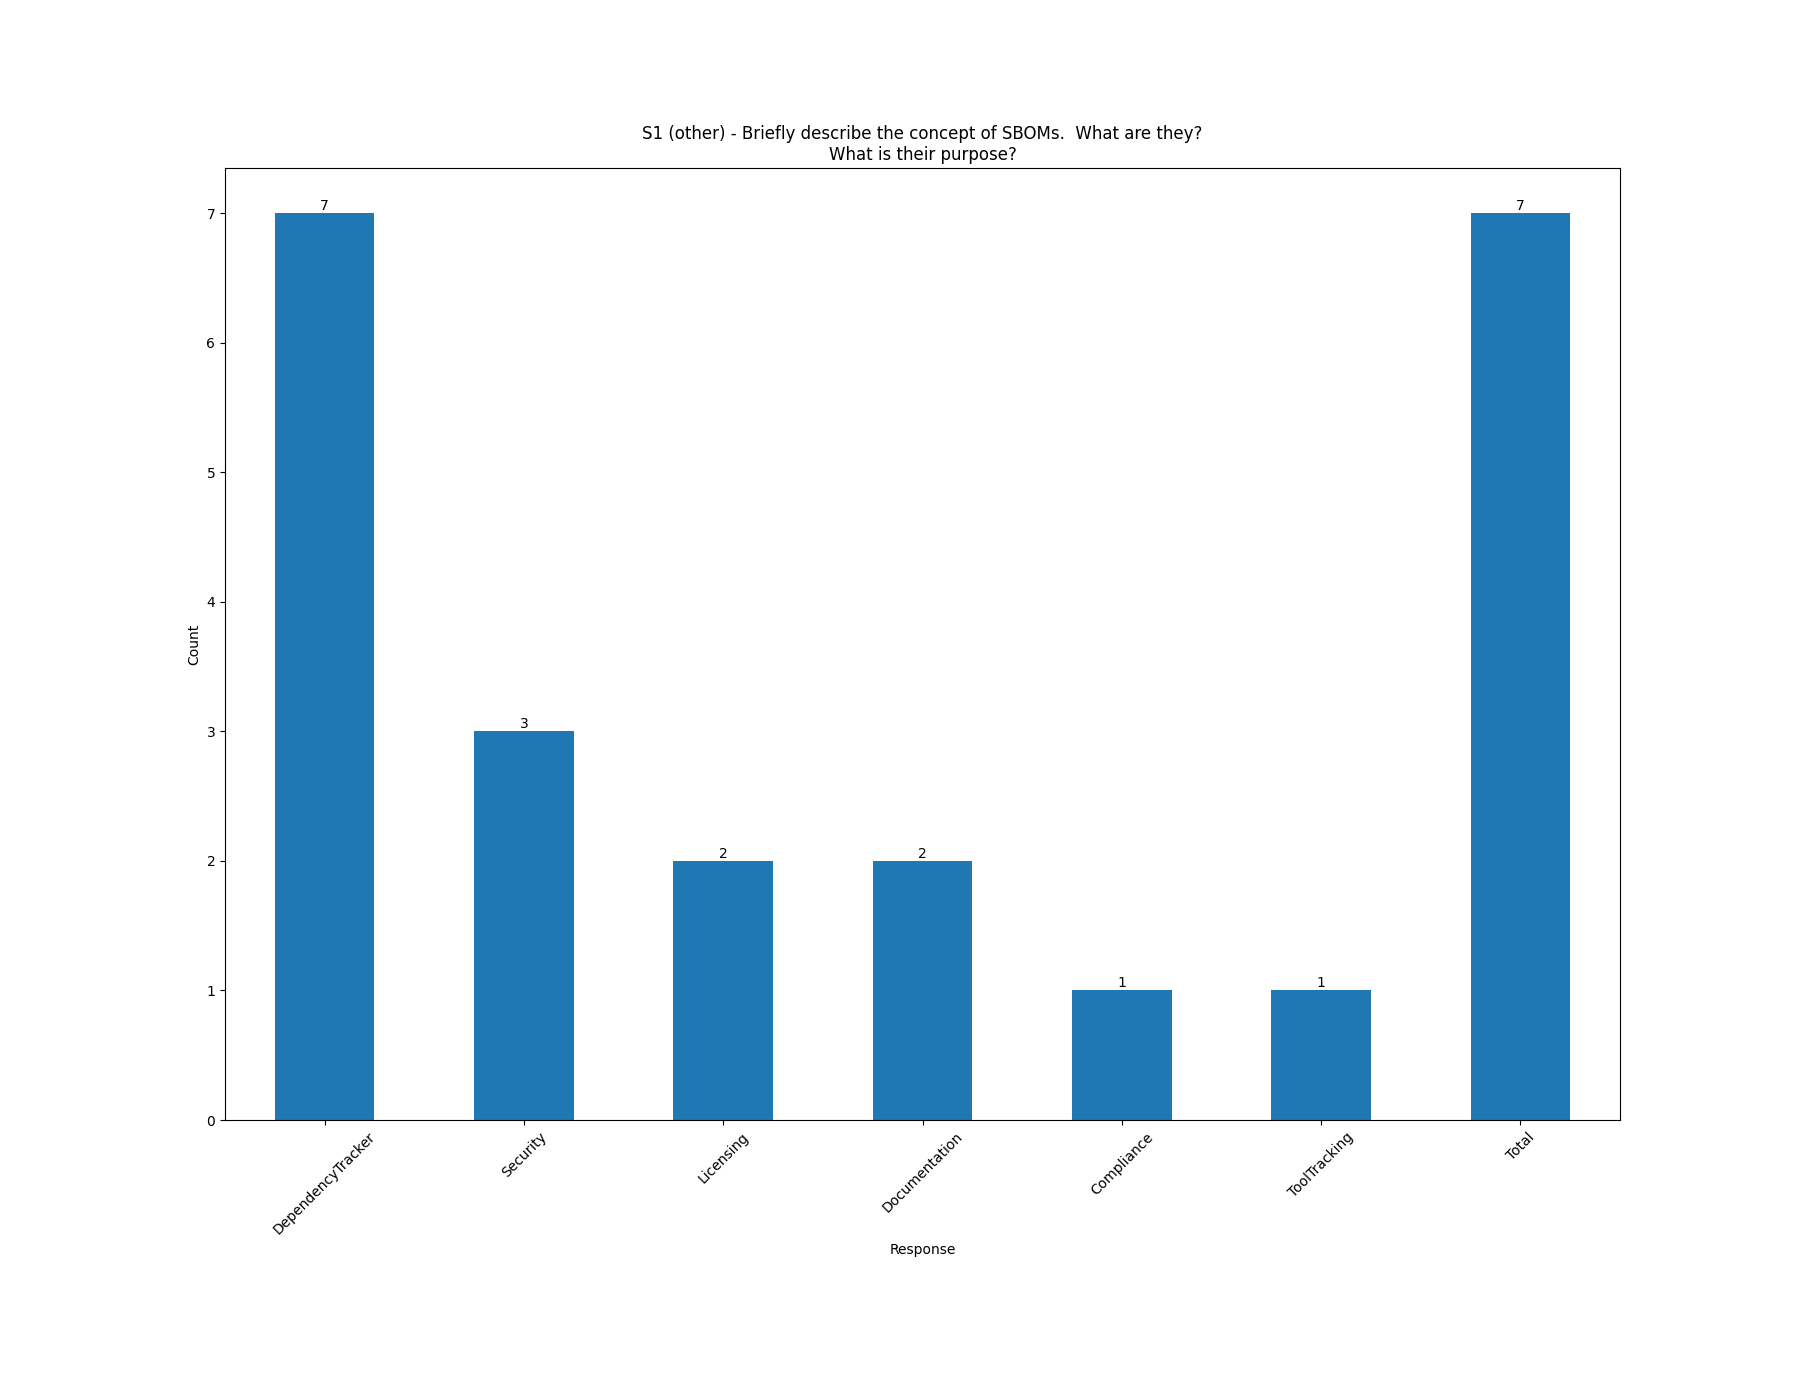 S1 (other) - Briefly describe the concept of SBOMs.  What are they?
What is their purpose?
7
7
7
6
5
4
3
3
2
2
2
1
1
1
0
Count
DependencyTracker
Security
Licensing
Documentation
Compliance
ToolTracking
Total
Response